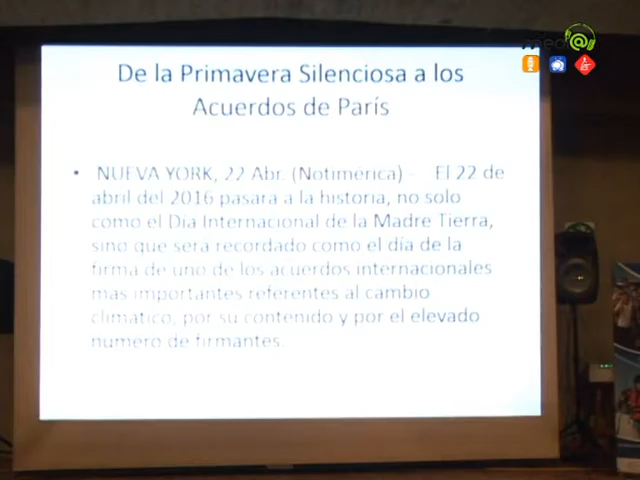 De la Primavera Silenciosa a los
Acuerdos de París
• NUEVA YORK, 22 Abr. (Notimérica) - El 22 de
abril del 2016 pasara a la historia, no solo
como el Dia Internacional de la Madre Tierra,
sino que será recordado como el día de la
firma de uno de los acuerdos internacionales
mas importantes referentes al cambio
climático, por su contenido y por el elevado
numero de firmantes.